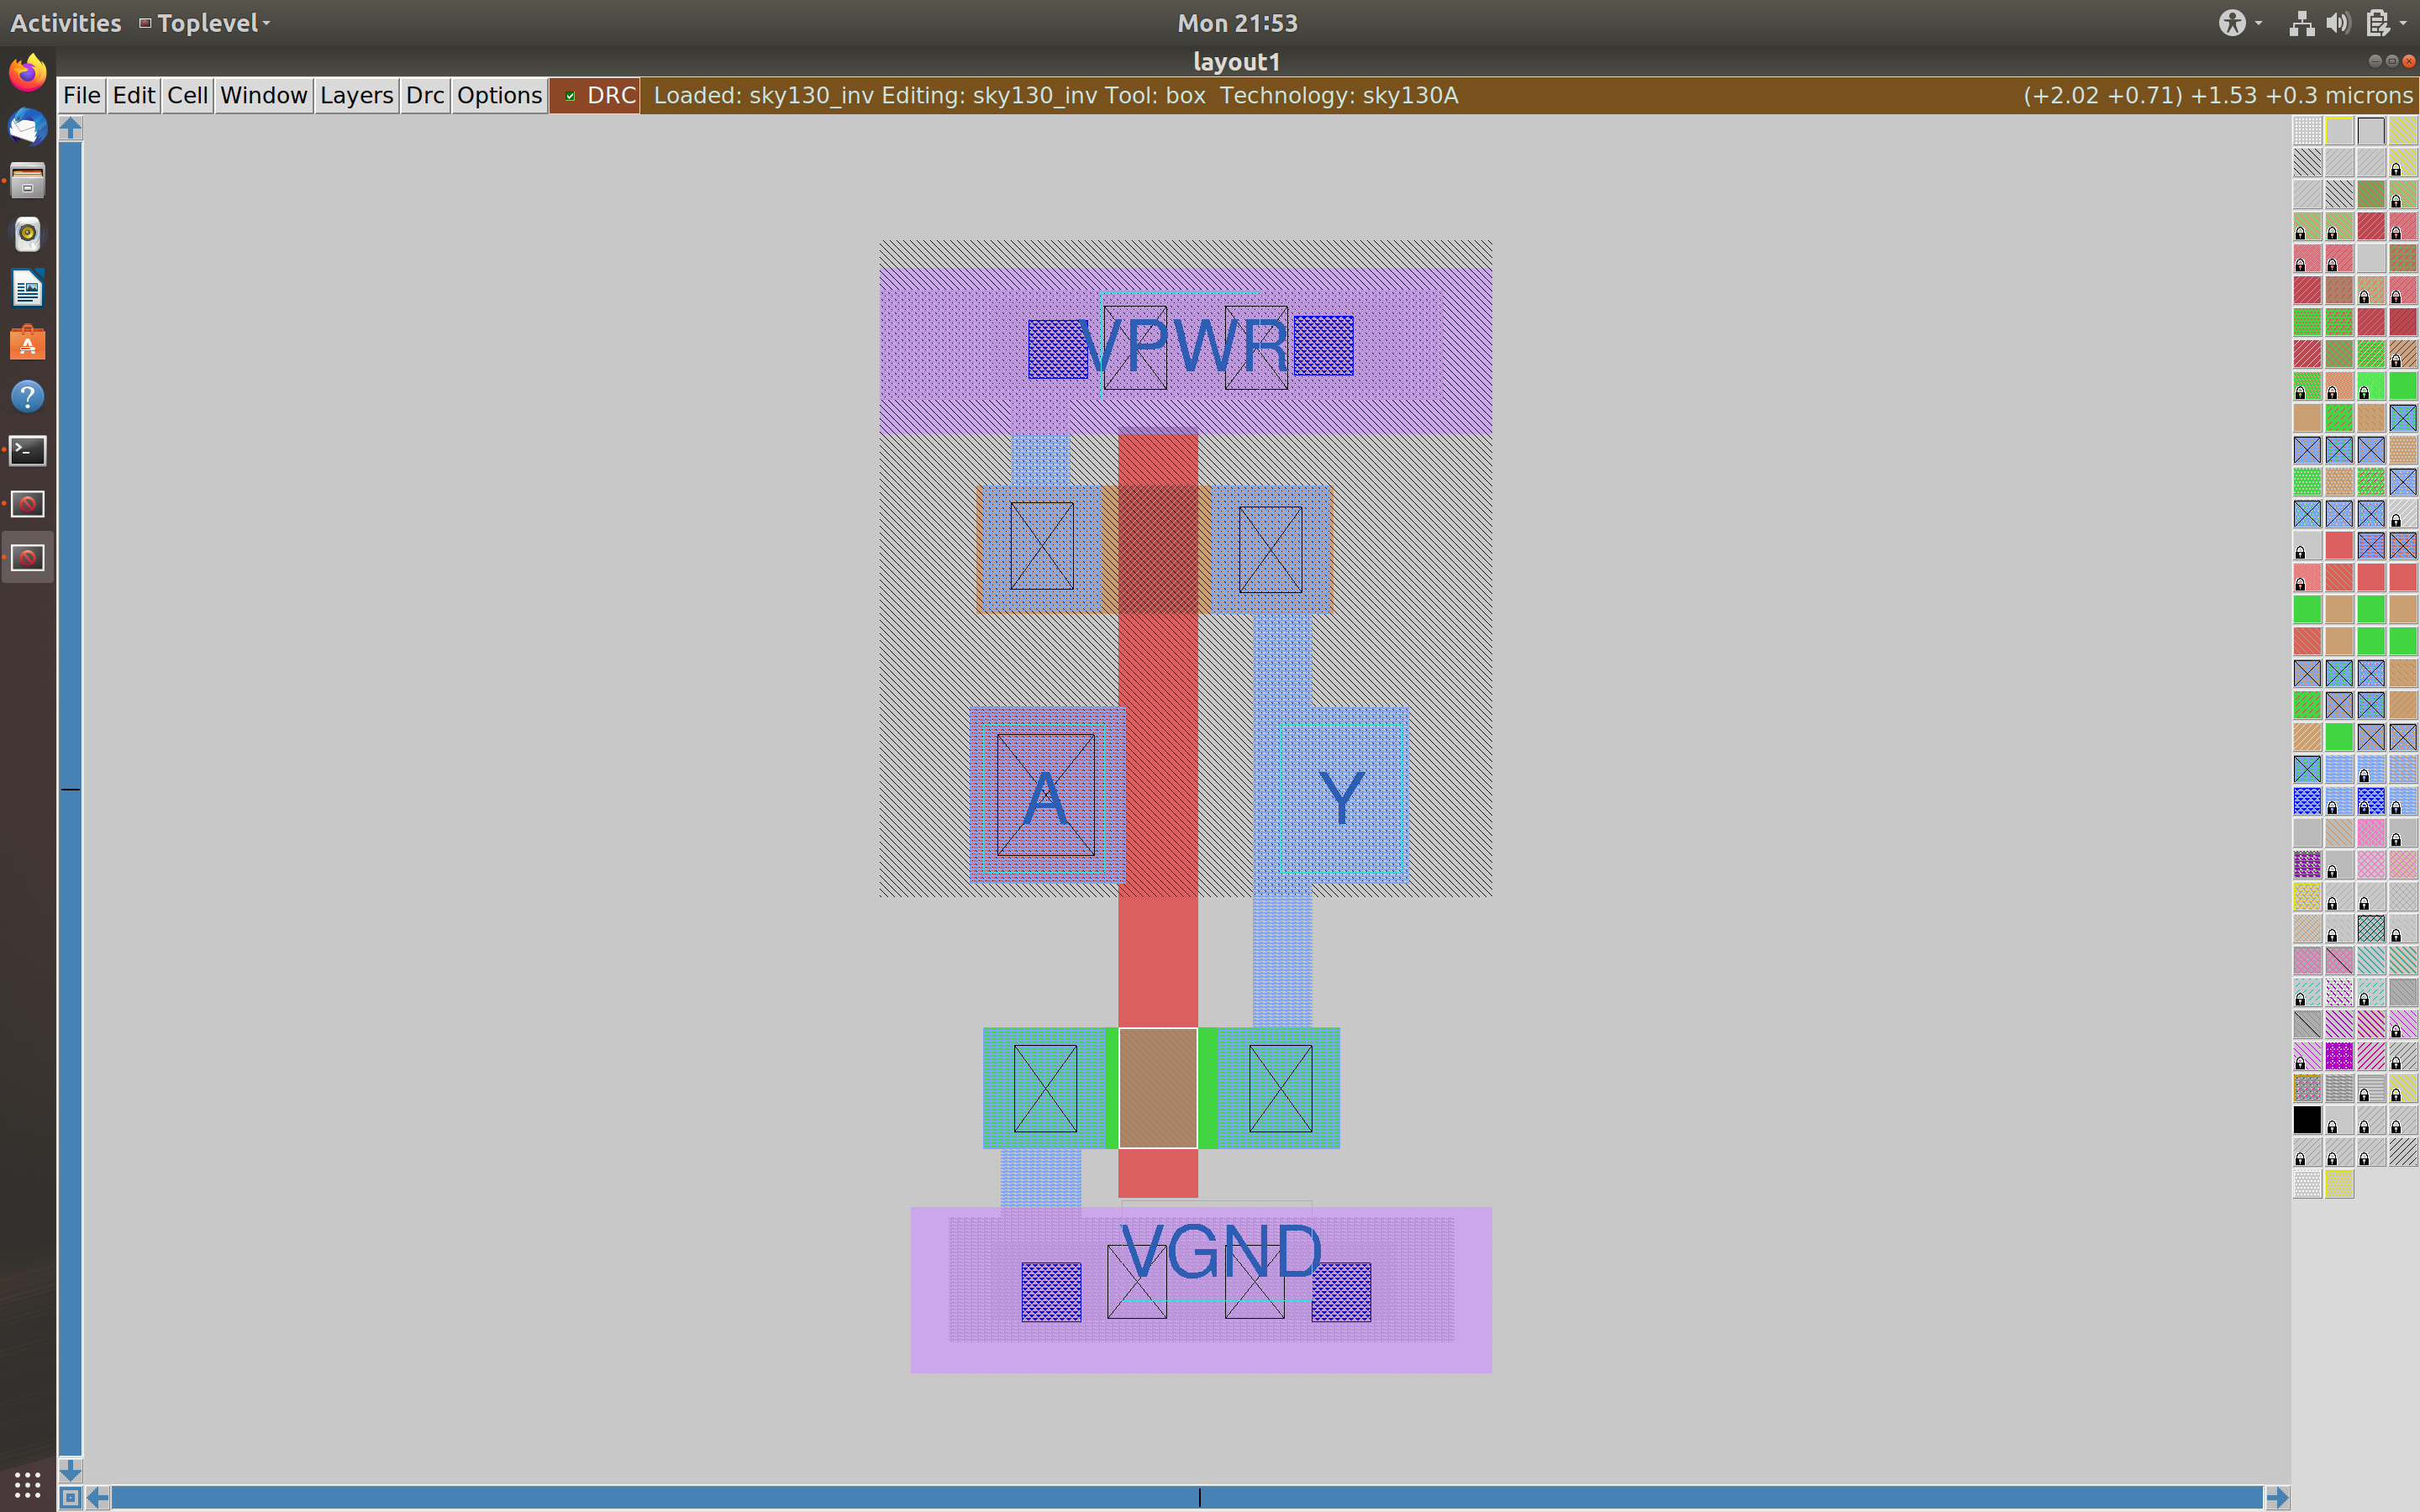 Activities Toplevel Mon 21:53
layout1
File Edit Cell Window Layers Drc Options DRC Loaded: sky130_inv Editing: sky130_inv Tool: box Technology: sky130A (+2.02 +0.71) +1.53 +0.3 microns
VPWR
A Y
VGND